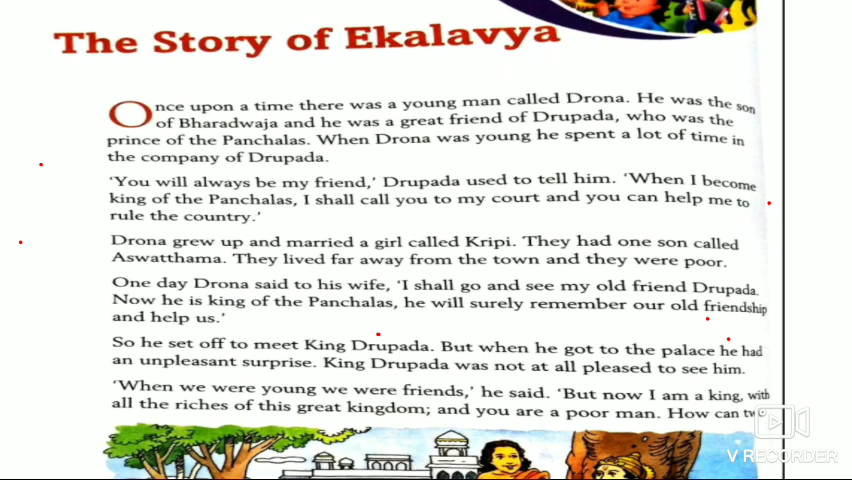 The Story of Ekalavya
Once upon a time there was a young man called Drona. He was the son
of Bharadwaja and he was a great friend of Drupada, who was the
prince of the Panchalas. When Drona was young he spent a lot of time in
the company of Drupada.
'You will always be my friend,' Drupada used to tell him. 'When I become
king of the Panchalas, I shall call you to my court and you can help me to
rule the country.'
Drona grew up and married a girl called Kripi. They had one son called
Aswatthama. They lived far away from the town and they were poor.
One day Drona said to his wife, 'I shall go and see my old friend Drupada.
Now he is king of the Panchalas, he will surely remember our old friendship
and help us.'
So he set off to meet King Drupada. But when he got to the palace he had
an unpleasant surprise. King Drupada was not at all pleased to see him.
'When we were young we were friends,' he said. 'But now I am a king, with
all the riches of this great kingdom; and you are a poor man. How can
V RECORDER